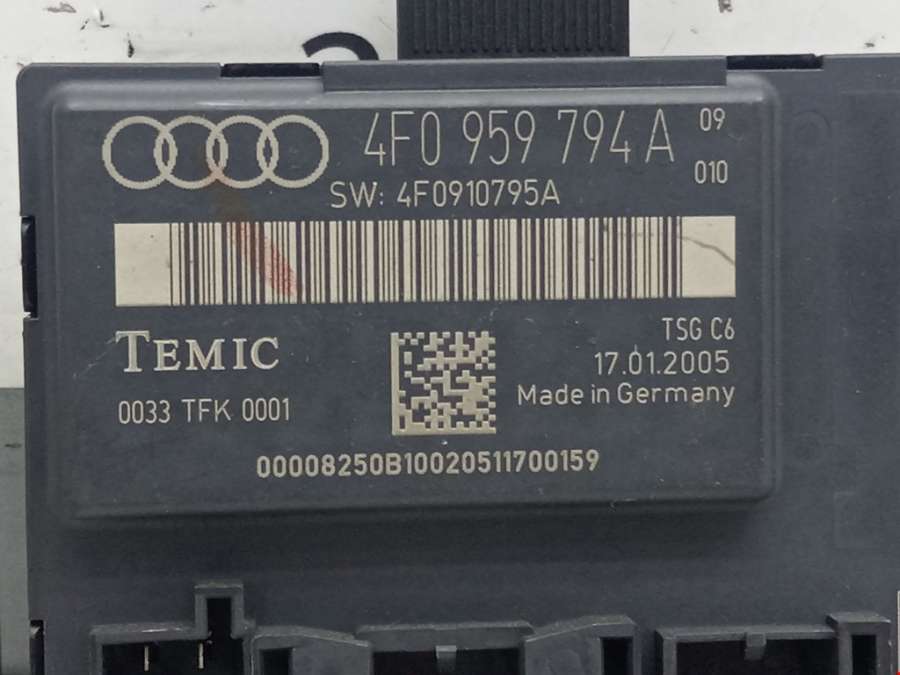 4F0 959 794 A 09
010
SW: 4F0910795A
TEMIC
TSG C6
17.01.2005
0033 TFK 0001
Made in Germany
00008250B10020511700159